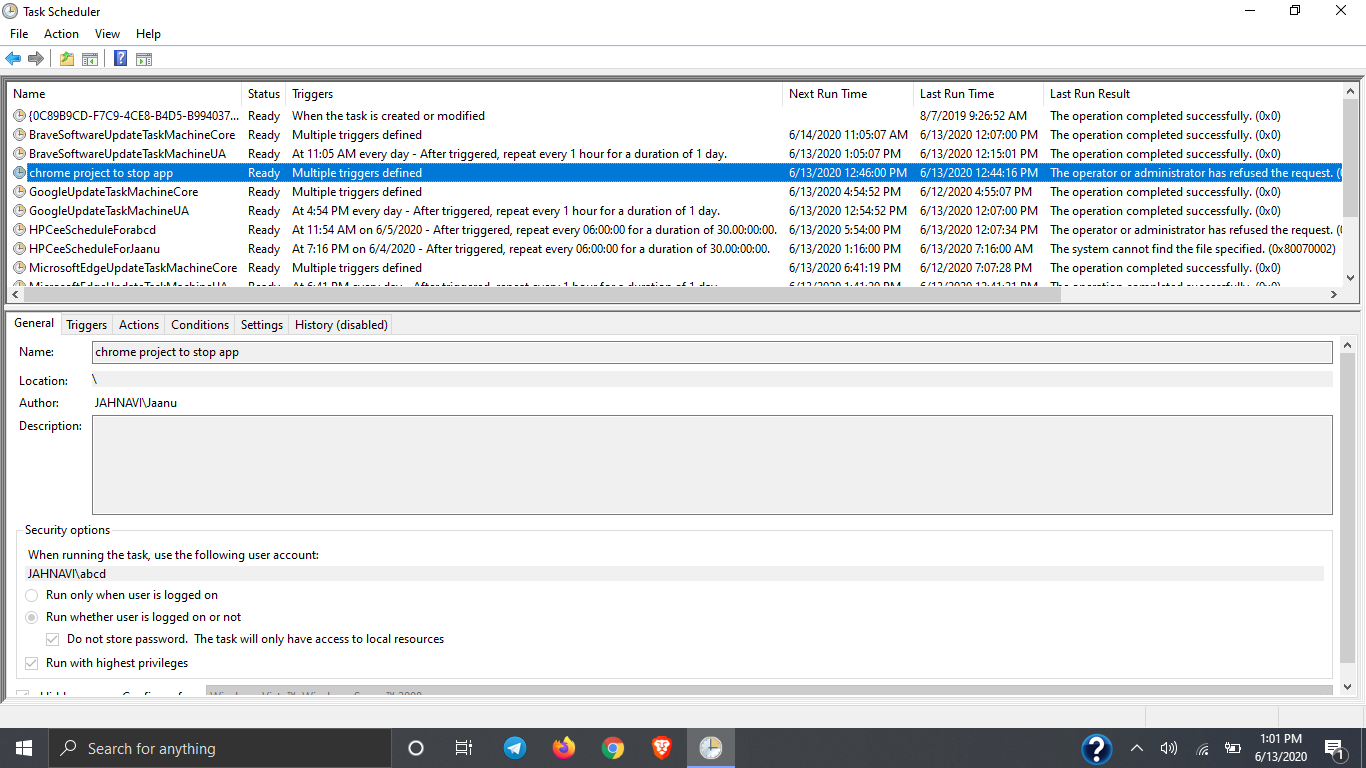 Task Scheduler
File Action View Help
Name Status Triggers Next Run Time Last Run Time Last Run Result
{0C89B9CD-F7C9-4CE8-B4D5-B994037... Ready When the task is created or modified 8/7/2019 9:26:52 AM The operation completed successfully. (0x0)
BraveSoftwareUpdateTaskMachineCore Ready Multiple triggers defined 6/14/2020 11:05:07 AM 6/13/2020 12:07:00 PM The operation completed successfully. (0x0)
BraveSoftwareUpdateTaskMachineUA Ready At 11:05 AM every day - After triggered, repeat every 1 hour for a duration of 1 day. 6/13/2020 1:05:07 PM 6/13/2020 12:15:01 PM The operation completed successfully. (0x0)
chrome project to stop app Ready Multiple triggers defined 6/13/2020 12:46:00 PM 6/13/2020 12:44:16 PM The operator or administrator has refused the request. (
GoogleUpdateTaskMachineCore Ready Multiple triggers defined 6/13/2020 4:54:52 PM 6/12/2020 4:55:07 PM The operation completed successfully. (0x0)
GoogleUpdateTaskMachineUA Ready At 4:54 PM every day - After triggered, repeat every 1 hour for a duration of 1 day. 6/13/2020 12:54:52 PM 6/13/2020 12:07:00 PM The operation completed successfully. (0x0)
HPCeeScheduleForabcd Ready At 11:54 AM on 6/5/2020 - After triggered, repeat every 06:00:00 for a duration of 30.00:00:00. 6/13/2020 5:54:00 PM 6/13/2020 12:07:34 PM The operator or administrator has refused the request. (
HPCeeScheduleForJaanu Ready At 7:16 PM on 6/4/2020 - After triggered, repeat every 06:00:00 for a duration of 30.00:00:00. 6/13/2020 1:16:00 PM 6/13/2020 7:16:00 AM The system cannot find the file specified. (0x80070002)
MicrosoftEdgeUpdateTaskMachineCore Ready Multiple triggers defined 6/13/2020 6:41:19 PM 6/12/2020 7:07:28 PM The operation completed successfully. (0x0)
General Triggers Actions Conditions Settings History (disabled)
Name: chrome project to stop app
Location: \
Author: JAHNAVI\Jaanu
Description:
Security options
When running the task, use the following user account:
JAHNAVI\abcd
Run only when user is logged on
Run whether user is logged on or not
Do not store password. The task will only have access to local resources
Run with highest privileges
Search for anything
1:01 PM
6/13/2020
1